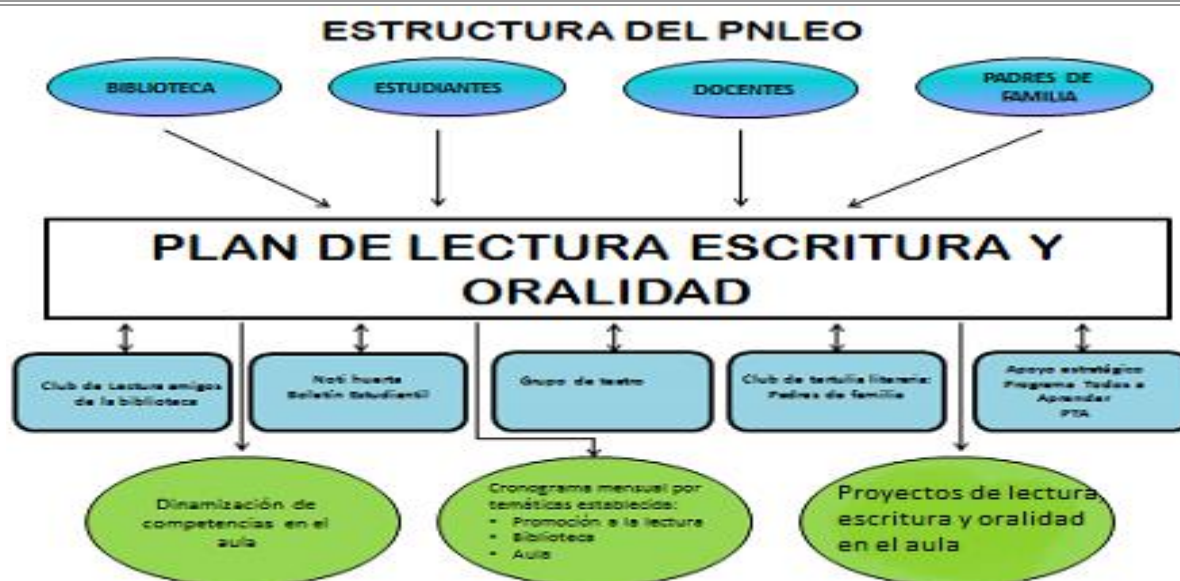 ESTRUCTURA DEL PNLEO
BIBLIOTECA
ESTUDIANTES
DOCENTES
PADRES DE
FAMILIA
PLAN DE LECTURA ESCRITURA Y
ORALIDAD
Club de Lectura amigos
de la biblioteca
Noti huerta
Boletín Estudiantil
Grupo de teatro
Club de tertulia literaria:
Padres de familia
Apoyo estratégico
Programa Todos a
Aprender
PTA
Dinamización de
competencias en el
aula
Cronograma mensual por
temáticas establecida:
• Promoción a la lectura
• Biblioteca
• Aula
Proyectos de lectura,
escritura y oralidad
en el aula